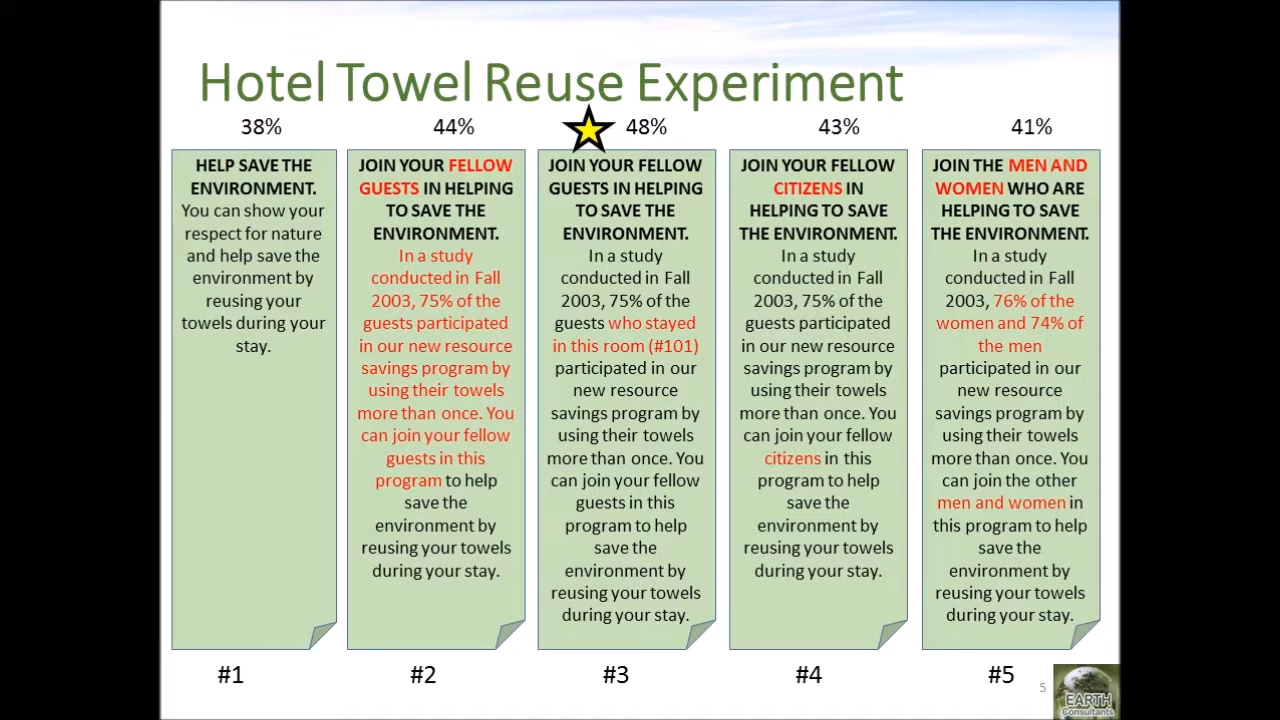 Hotel Towel Reuse Experiment
38%
HELP SAVE THE
ENVIRONMENT.
You can show your
respect for nature
and help save the
environment by
reusing your
towels during your
stay.
#1
44%
JOIN YOUR FELLOW
GUESTS IN HELPING
TO SAVE THE
ENVIRONMENT.
In a study
conducted in Fall
2003, 75% of the
guests participated
in our new resource
savings program by
using their towels
more than once. You
can join your fellow
guests in this
program to help
save the
environment by
reusing your towels
during your stay.
#2
48%
JOIN YOUR FELLOW
GUESTS IN HELPING
TO SAVE THE
ENVIRONMENT.
In a study
conducted in Fall
2003, 75% of the
guests who stayed
in this room (#101)
participated in our
new resource
savings program by
using their towels
more than once. You
can join your fellow
guests in this
program to help
save the
environment by
reusing your towels
during your stay.
#3
43%
JOIN YOUR FELLOW
CITIZENS IN
HELPING TO SAVE
THE ENVIRONMENT.
In a study
conducted in Fall
2003, 75% of the
guests participated
in our new resource
savings program by
using their towels
more than once. You
can join your fellow
citizens in this
program to help
save the
environment by
reusing your towels
during your stay.
#4
41%
JOIN THE MEN AND
WOMEN WHO ARE
HELPING TO SAVE
THE ENVIRONMENT.
In a study
conducted in Fall
2003, 76% of the
women and 74% of
the men
participated in our
new resource
savings program by
using their towels
more than once. You
can join the other
men and women in
this program to help
save the
environment by
reusing your towels
during your stay.
#5
5
EARTH
Consultants